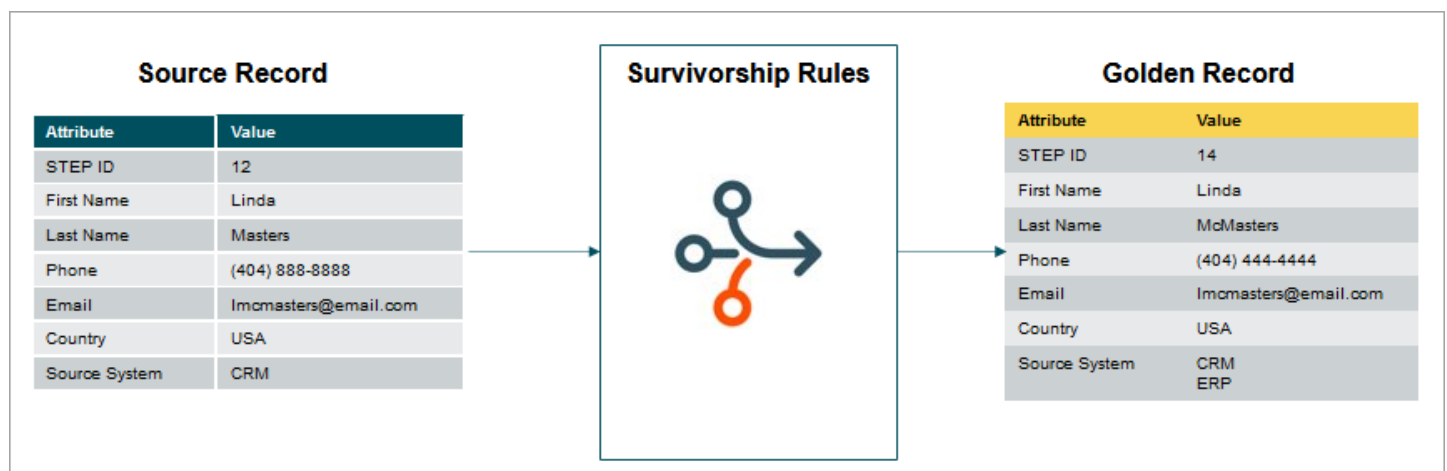 Source Record
Attribute Value
STEP ID 12
First Name Linda
Last Name Masters
Phone (404) 888-8888
Email lmcmasters@email.com
Country USA
Source System CRM
Survivorship Rules
Golden Record
Attribute Value
STEP ID 14
First Name Linda
Last Name McMasters
Phone (404) 444-4444
Email lmcmasters@email.com
Country USA
Source System CRM
ERP